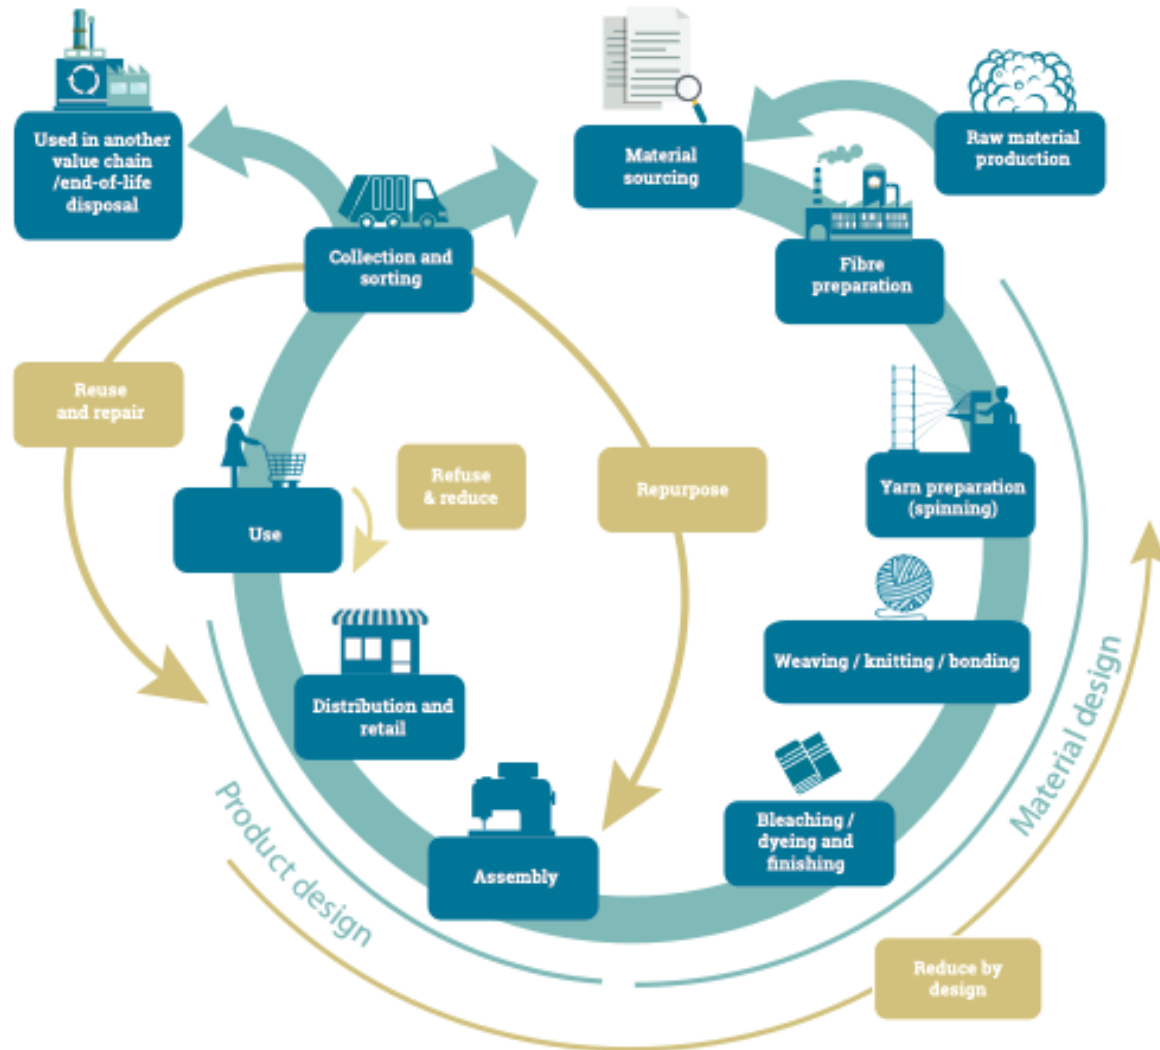 Used in another
value chain
/end-of-life
disposal
Material
sourcing
Raw material
production
Collection and
sorting
Fibre
preparation
Reuse
and repair
Refuse
& reduce
Repurpose
Yarn preparation
(spinning)
Use
Weaving / knitting / bonding
Distribution and
retail
Bleaching /
dyeing and
finishing
Assembly
Product design
Material design
Reduce by
design